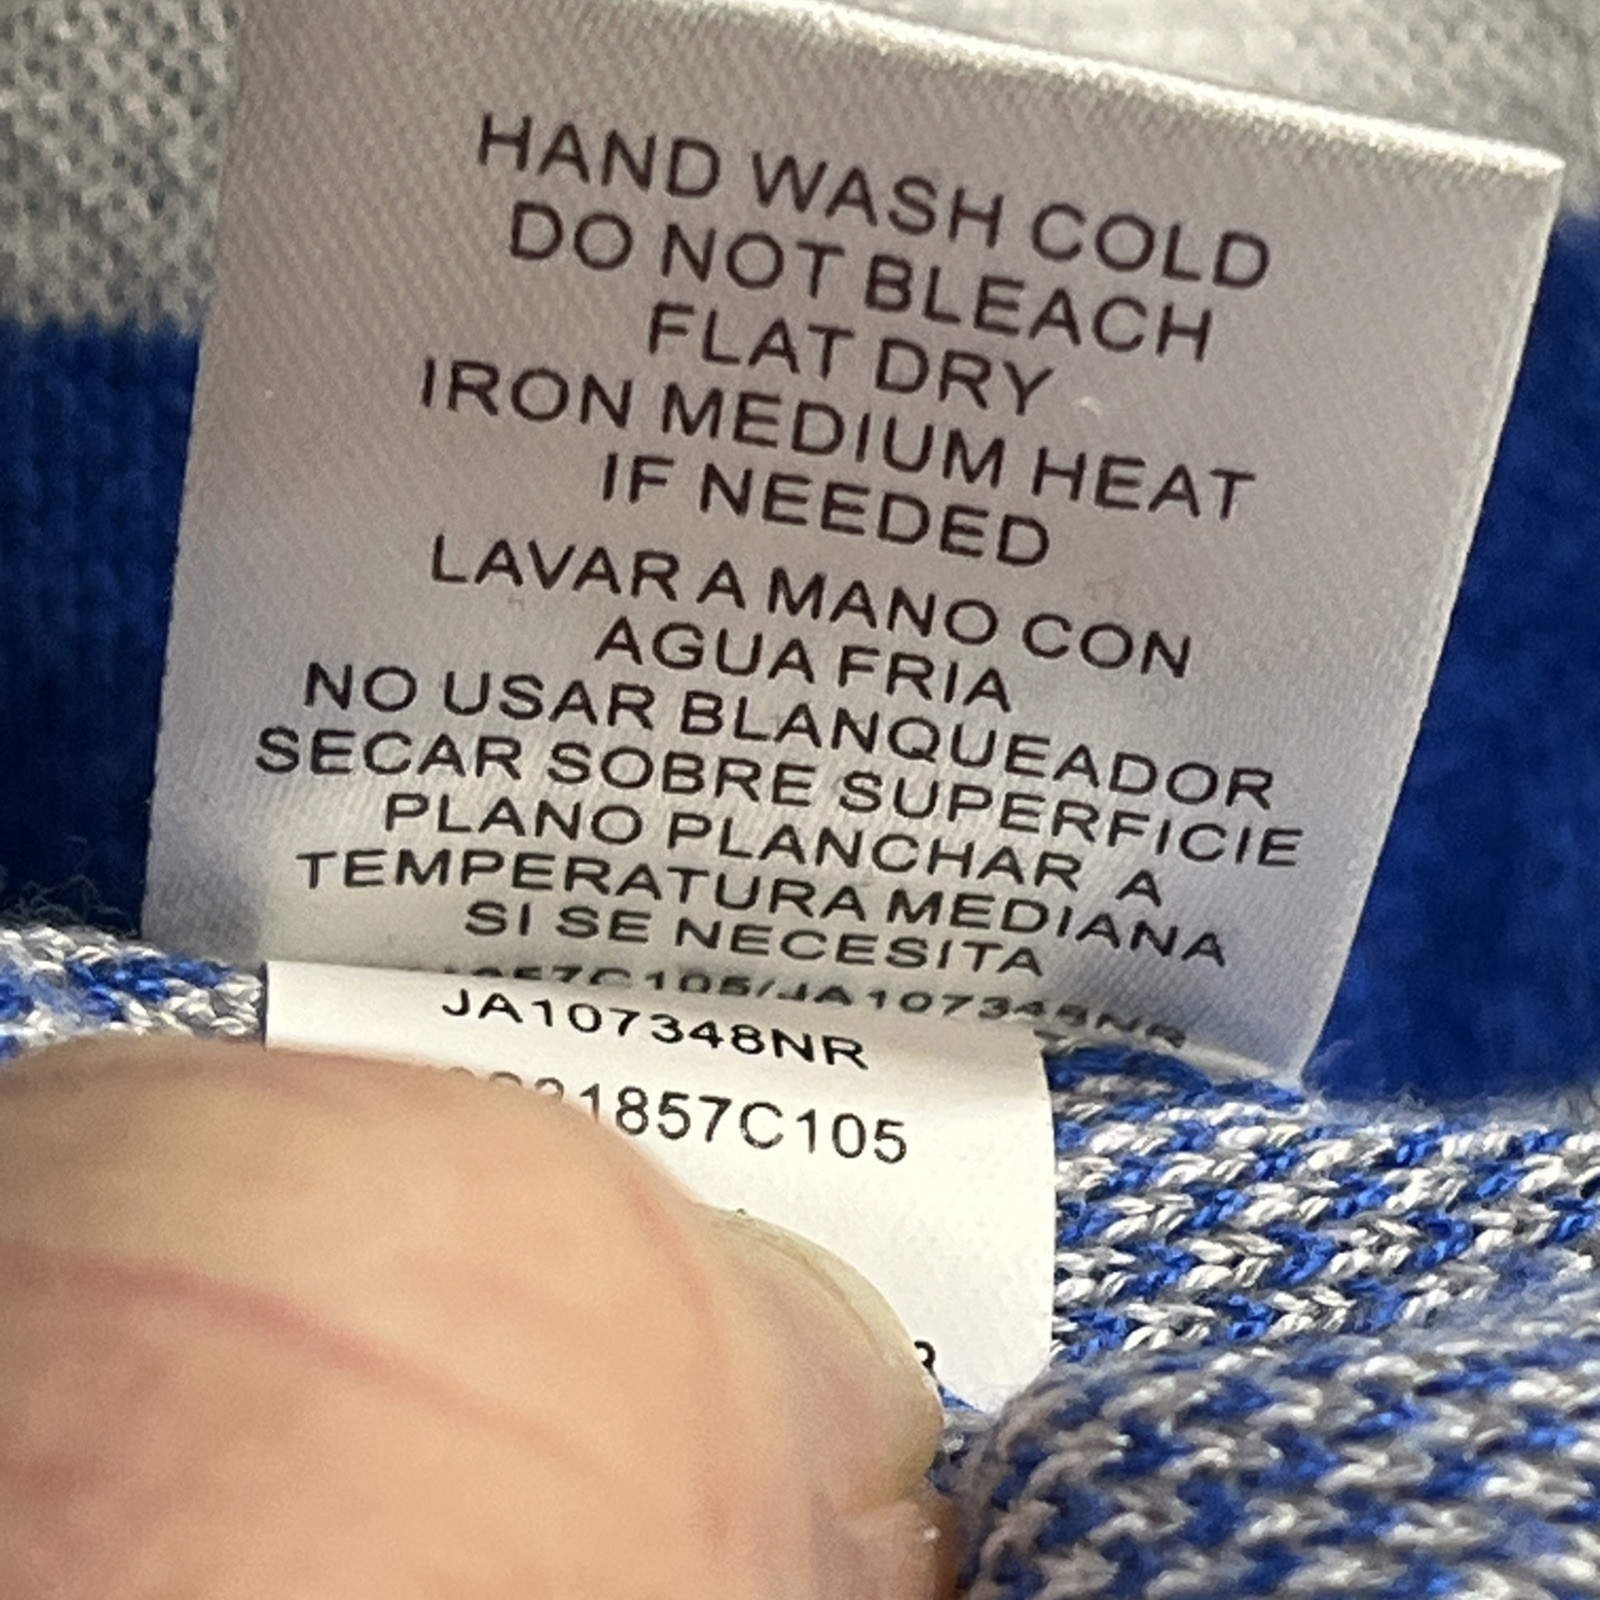 HAND WASH COLD
DO NOT BLEACH
FLAT DRY
IRON MEDIUM HEAT
IF NEEDED
LAVAR A MANO CON
AGUA FRIA
NO USAR BLANQUEADOR
SECAR SOBRE SUPERFICIE
PLANO PLANCHAR A
TEMPERATURA MEDIANA
SI SE NECESITA
JA107348NR